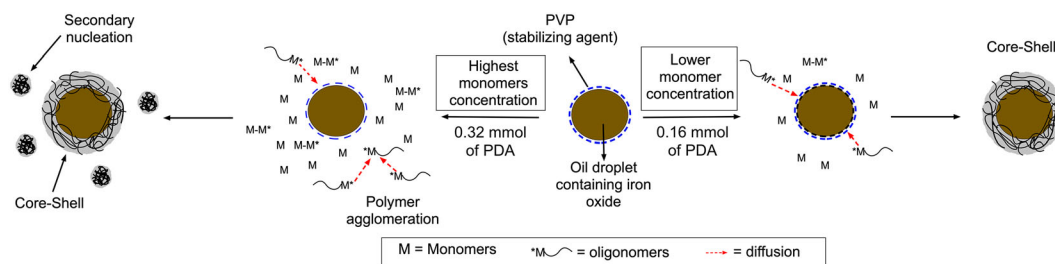 Secondary
nucleation
Core-Shell
M*
M-M*
M
M
M
M
M-M*
M
M
M
M
M-M*
M-M*
M
M
M
*M
M*
*M
Polymer
agglomeration
Highest
monomers
concentration
0.32 mmol
of PDA
PVP
(stabilizing agent)
Oil droplet
containing iron
oxide
Lower
monomer
concentration
0.16 mmol
of PDA
M*
M-M*
M
M
M
M
*M
M
M
Core-Shell
M = Monomers
*M = oligonomers
= diffusion